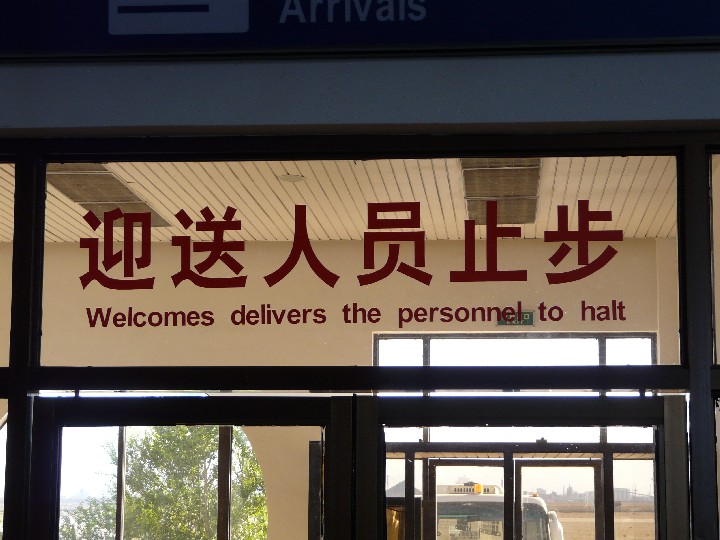 Arrivals
迎送人员止步
Welcomes delivers the personnel to halt